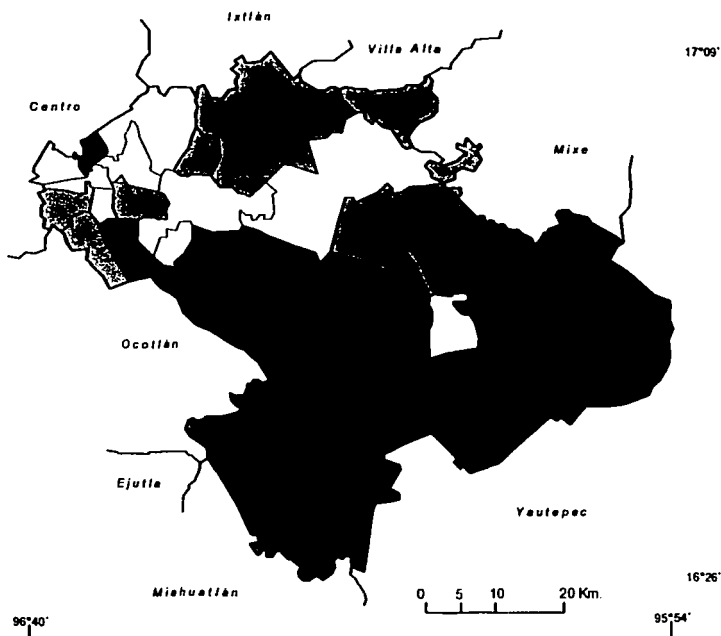 Ixtlán
Villa Alta
17°09'
Centro
Mixe
Ocotlán
Ejutla
Yautepec
Miahuatlán
16°26'
0 5 10 20 Km.
96°40'
95°54'